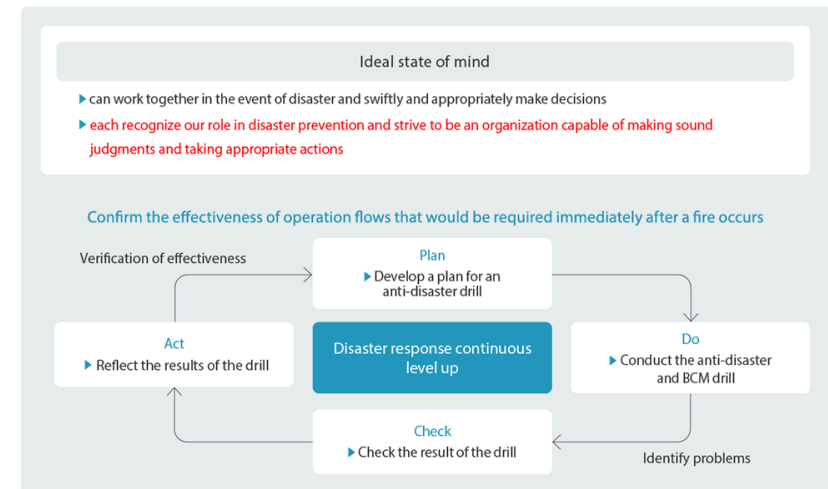 Ideal state of mind
▶ can work together in the event of disaster and swiftly and appropriately make decisions
▶ each recognize our role in disaster prevention and strive to be an organization capable of making sound
judgments and taking appropriate actions
Confirm the effectiveness of operation flows that would be required immediately after a fire occurs
Verification of effectiveness
Plan
▶ Develop a plan for an
anti-disaster drill
Act
▶ Reflect the results of the drill
Disaster response continuous
level up
Do
▶ Conduct the anti-disaster
and BCM drill
Check
▶ Check the result of the drill
Identify problems